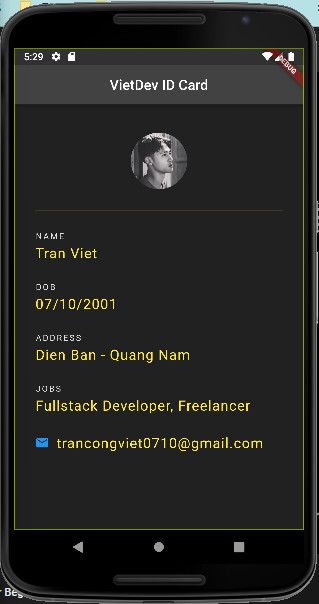 5:29
DEBUG
VietDev ID Card
NAME
Tran Viet
DOB
07/10/2001
ADDRESS
Dien Ban - Quang Nam
JOBS
Fullstack Developer, Freelancer
trancongviet0710@gmail.com